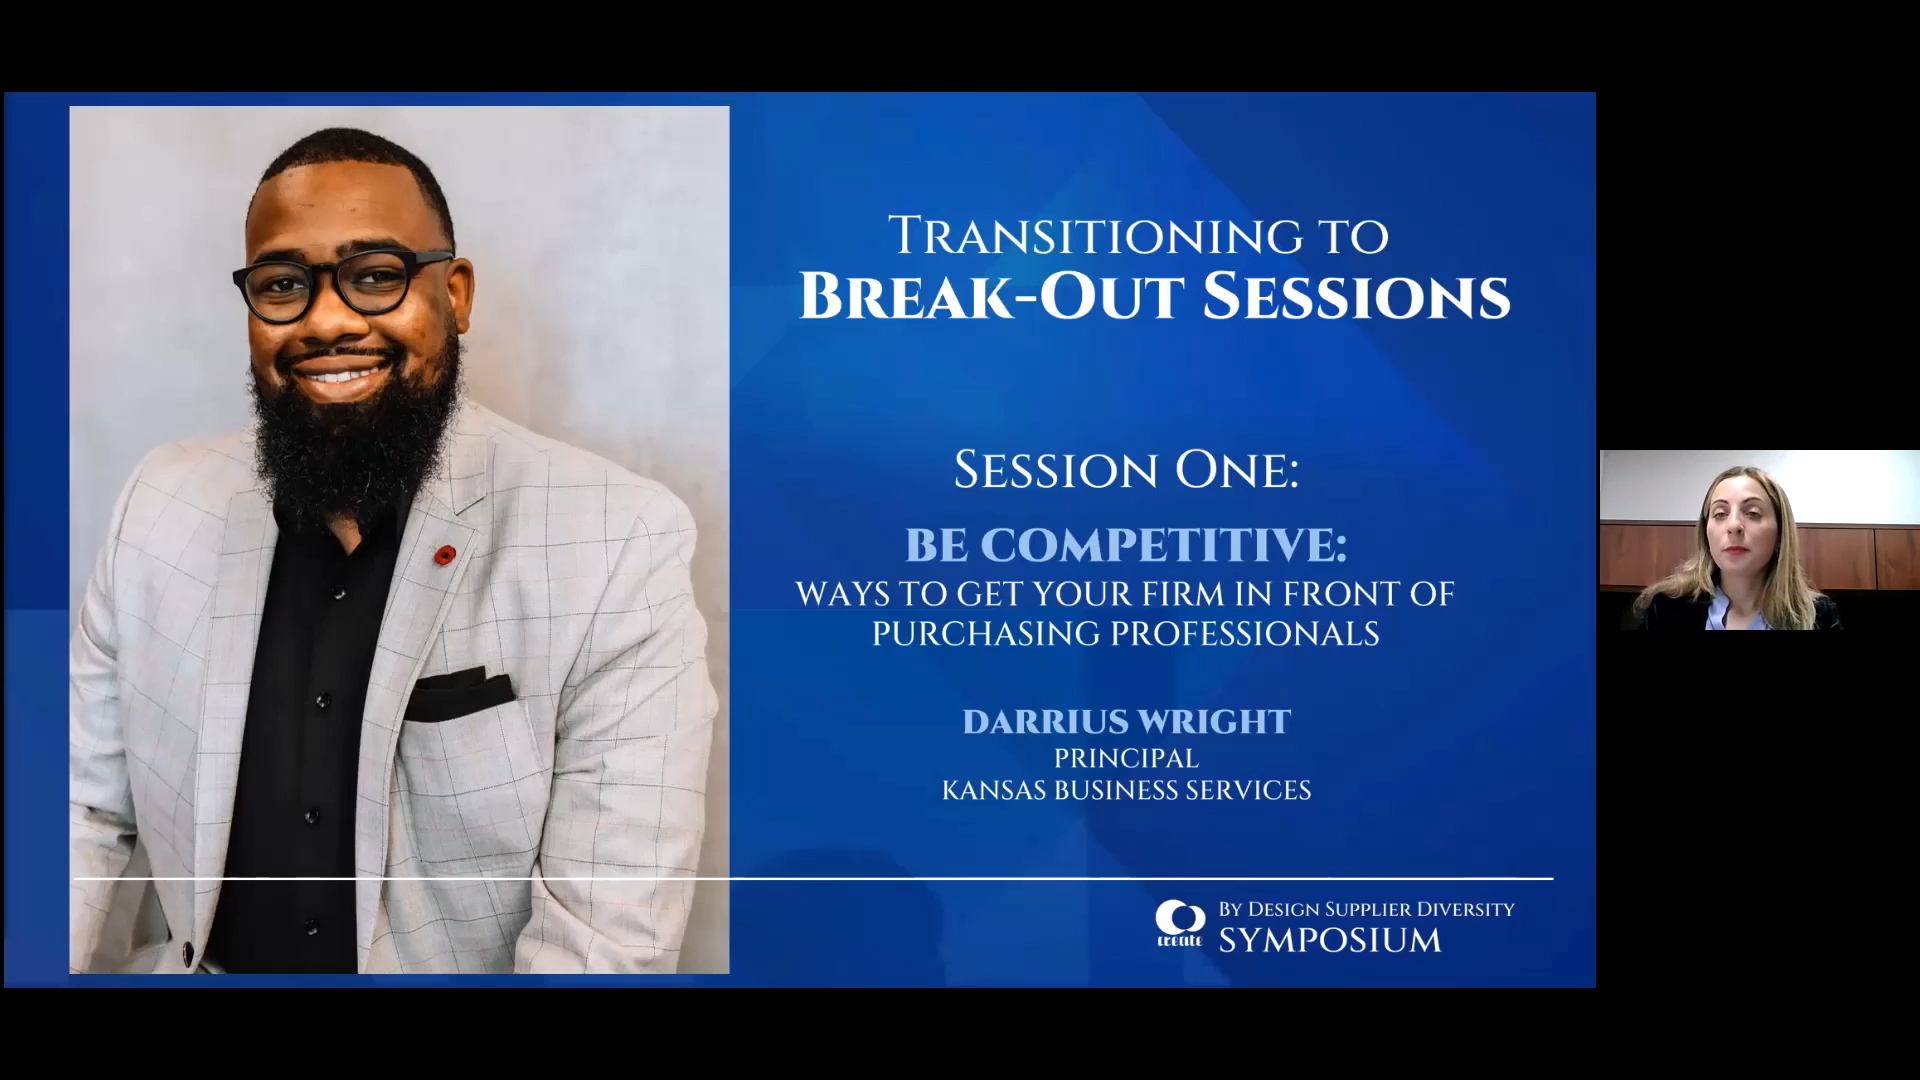 TRANSITIONING TO
BREAK-OUT SESSIONS
SESSION ONE:
BE COMPETITIVE:
WAYS TO GET YOUR FIRM IN FRONT OF
PURCHASING PROFESSIONALS
DARRIUS WRIGHT
PRINCIPAL
KANSAS BUSINESS SERVICES
create
BY DESIGN SUPPLIER DIVERSITY
SYMPOSIUM